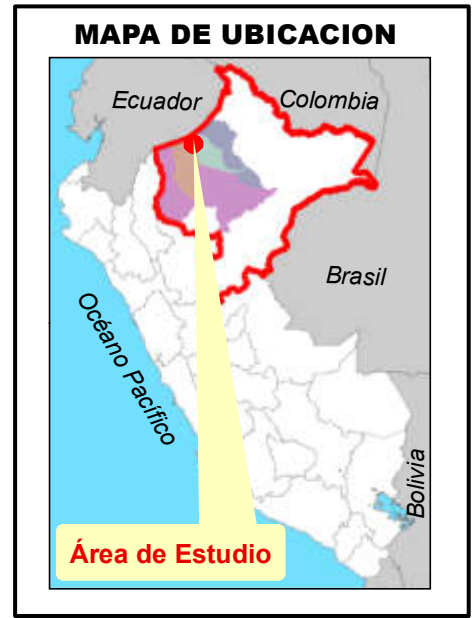 MAPA DE UBICACION
Ecuador
Colombia
Brasil
Océano Pacífico
Bolivia
Área de Estudio